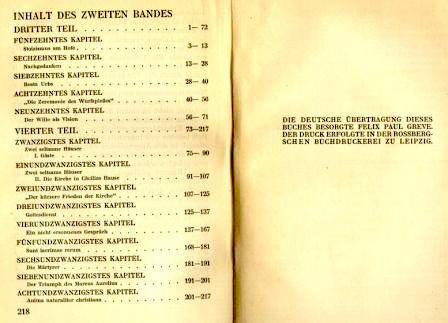 INHALT DES ZWEITEN BANDES
DRITTER TEIL . . . . . . . . . . . . 1— 72
FÜNFZEHNTES KAPITEL
Stoizismus am Hofe . . . . . . . . . . 3— 13
SECHZEHNTES KAPITEL
Nachgedanken . . . . . . . . . . 13— 28
SIEBZEHNTES KAPITEL
Beata Urbs . . . . . . . . . . 28— 40
ACHTZEHNTES KAPITEL
„Die Zeremonie des Wurfspießes" . . . . . . 40— 56
NEUNZEHNTES KAPITEL
Der Wille als Vision . . . . . . . . . . 56— 71
VIERTER TEIL . . . . . . . . . . . . 73—217
ZWANZIGSTES KAPITEL
Zwei seltsame Häuser
I. Gäste . . . . . . . . . . 75— 90
EINUNDZWANZIGSTES KAPITEL
Zwei seltsame Häuser
II. Die Kirche in Cäcilias Hause . . . . . . 91—107
ZWEIUNDZWANZIGSTES KAPITEL
„Der kürzere Frieden der Kirche" . . . . . . 107—125
DREIUNDZWANZIGSTES KAPITEL
Gottesdienst . . . . . . . . . . 125—137
VIERUNDZWANZIGSTES KAPITEL
Ein nicht ersonnenes Gespräch . . . . . . 137—167
FÜNFUNDZWANZIGSTES KAPITEL
Sunt lacrimae rerum . . . . . . . . . . 168—181
SECHSUNDZWANZIGSTES KAPITEL
Die Märtyrer . . . . . . . . . . 181—191
SIEBENUNDZWANZIGSTES KAPITEL
Der Triumph des Marcus Aurelius . . . . . . 191—201
ACHTUNDZWANZIGSTES KAPITEL
Anima naturaliter christiana . . . . . . 201—217
218
DIE DEUTSCHE ÜBERTRAGUNG DIESES
BUCHES BESORGTE FELIX PAUL GREVE.
DER DRUCK ERFOLGTE IN DER ROSSBERG-
SCHEN BUCHDRUCKEREI ZU LEIPZIG.